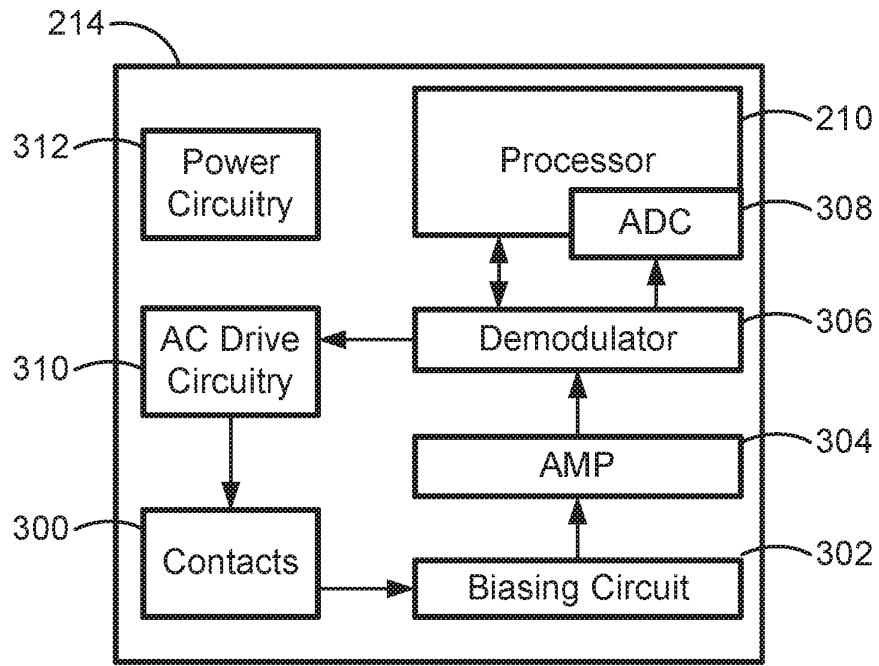 214
312
Power
Circuitry
Processor
210
ADC
308
310
AC Drive
Circuitry
Demodulator
306
AMP
304
300
Contacts
Biasing Circuit
302